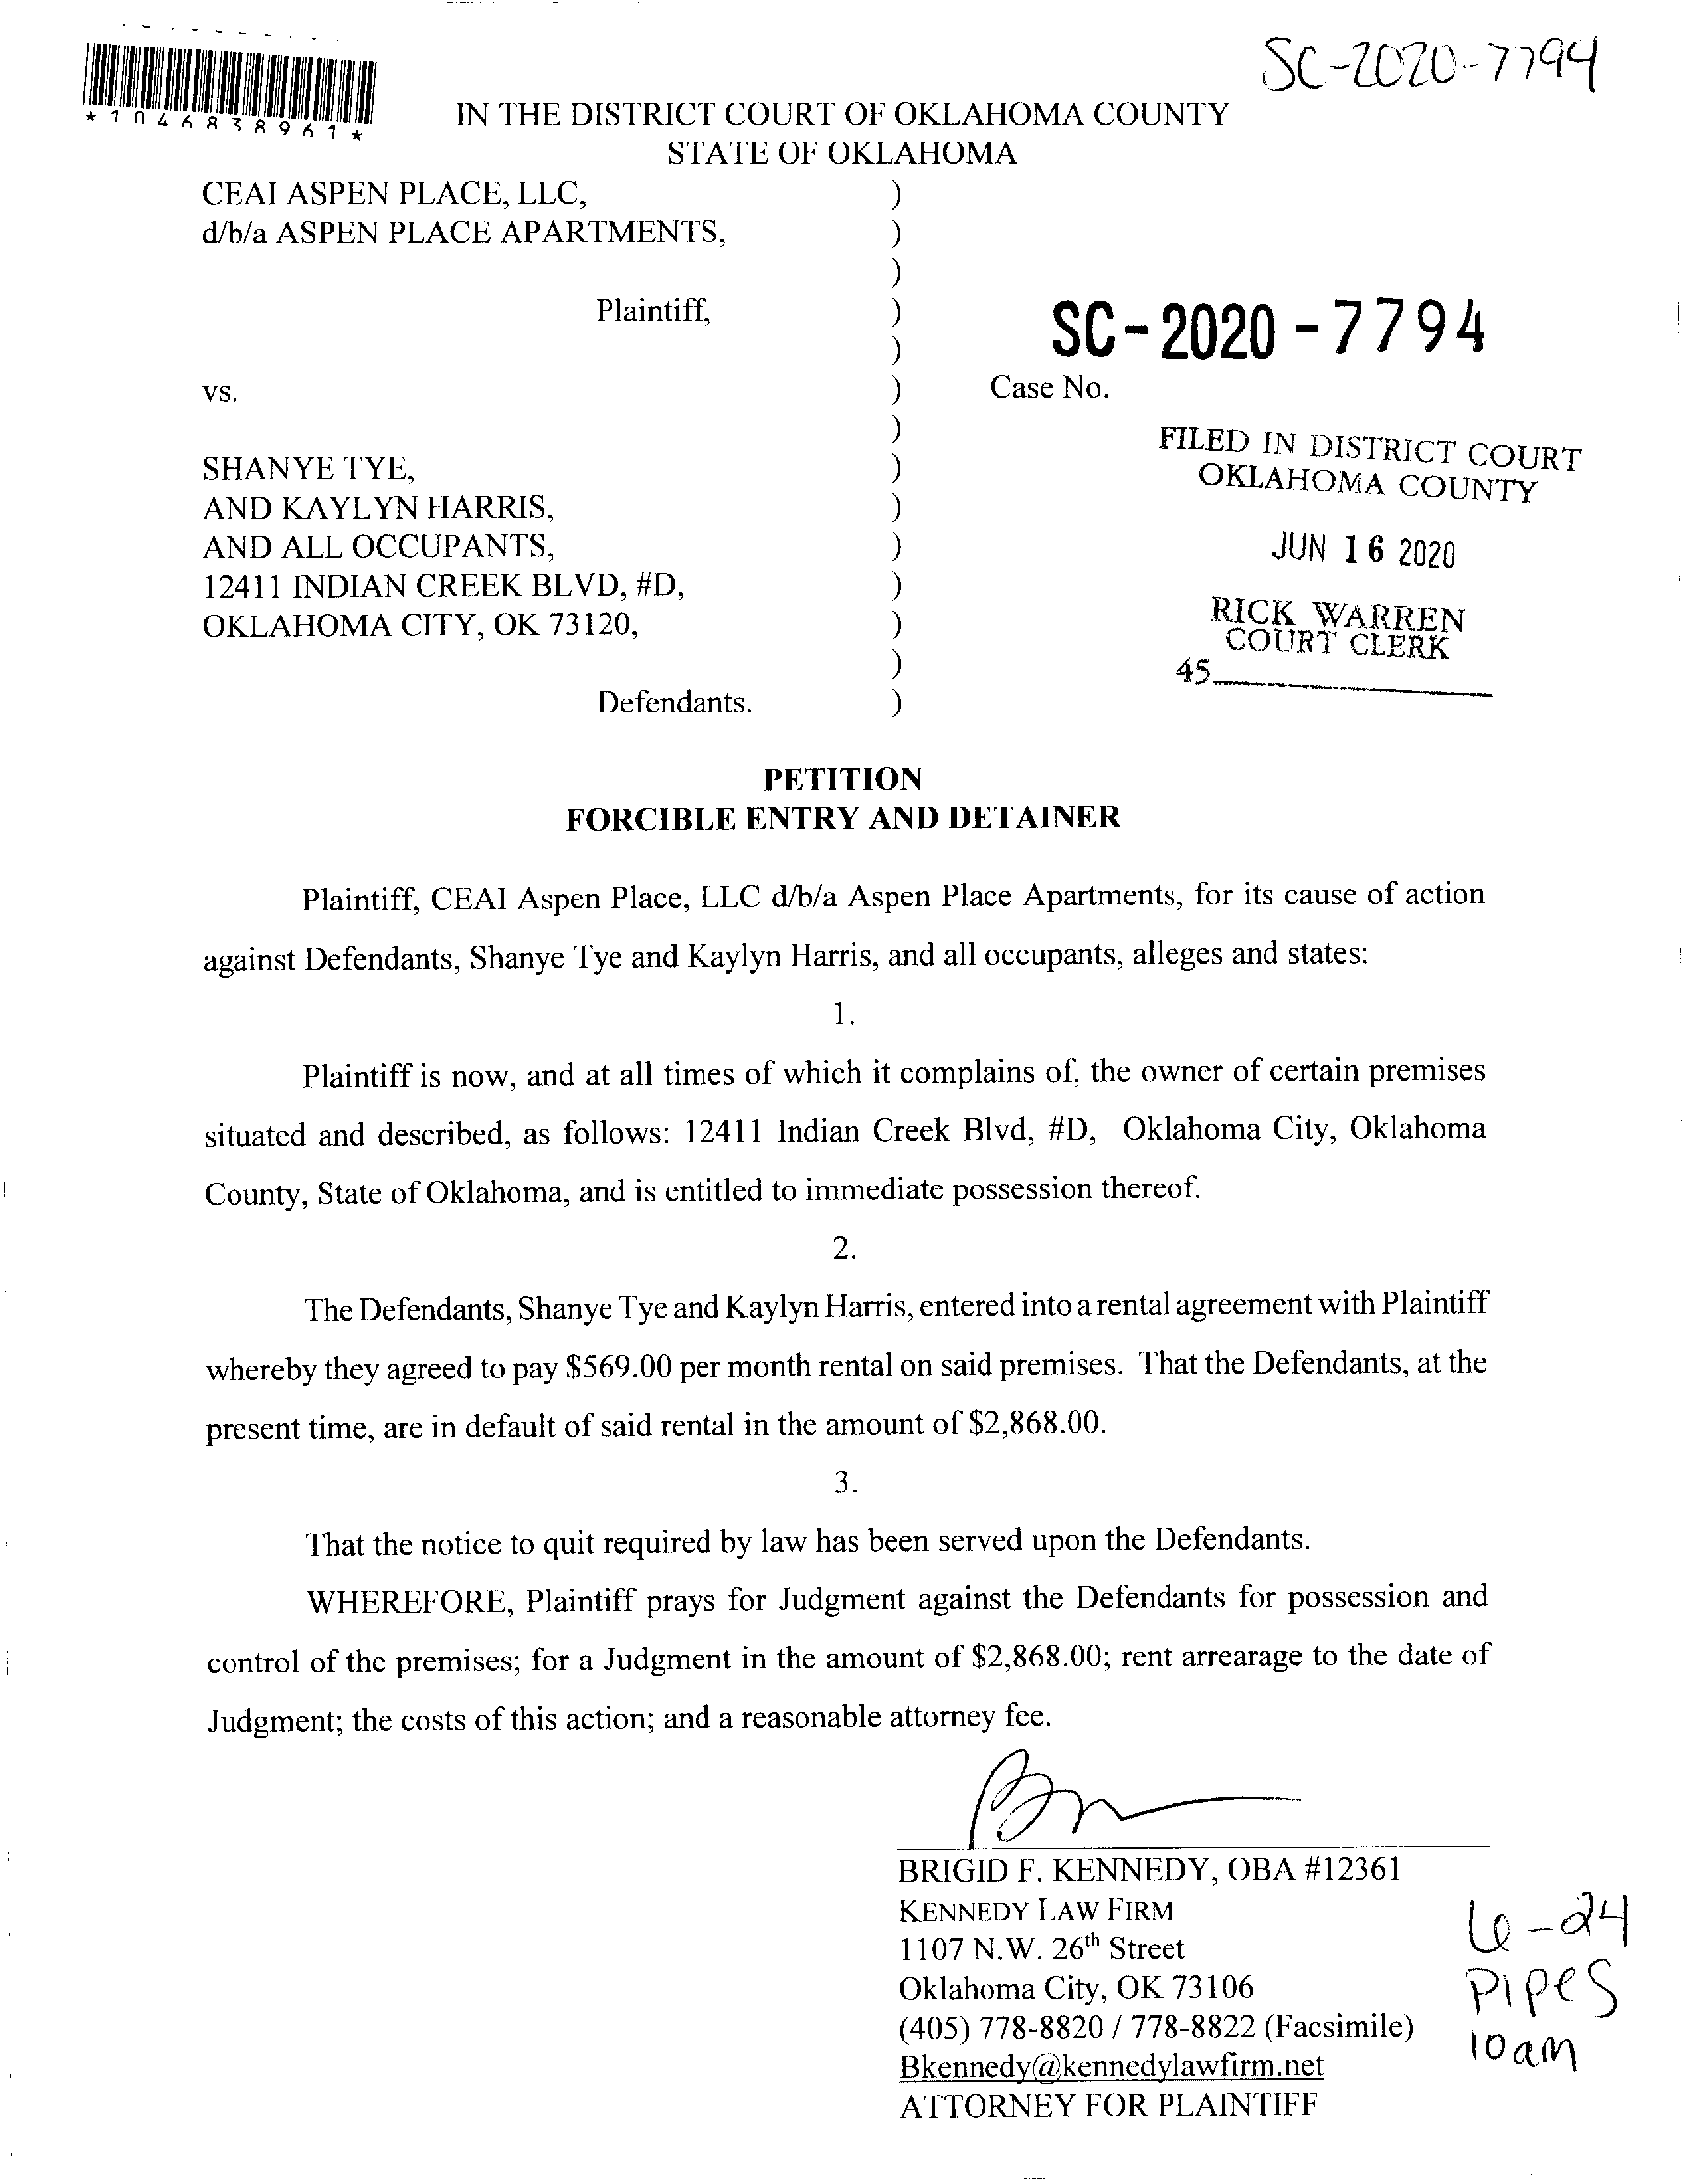 SC-2020-7794
*1046838961*
IN THE DISTRICT COURT OF OKLAHOMA COUNTY
STATE OF OKLAHOMA
CEAI ASPEN PLACE, LLC, )
d/b/a ASPEN PLACE APARTMENTS, )
)
Plaintiff, )
SC-2020-7794
)
vs. ) Case No.
)
FILED IN DISTRICT COURT
OKLAHOMA COUNTY
SHANYE TYE, )
AND KAYLYN HARRIS, )
AND ALL OCCUPANTS, )
JUN 16 2020
12411 INDIAN CREEK BLVD, #D, )
OKLAHOMA CITY, OK 73120, )
RICK WARREN
COURT CLERK
)
45
Defendants. )
PETITION
FORCIBLE ENTRY AND DETAINER
Plaintiff, CEAI Aspen Place, LLC d/b/a Aspen Place Apartments, for its cause of action
against Defendants, Shanye Tye and Kaylyn Harris, and all occupants, alleges and states:
1.
Plaintiff is now, and at all times of which it complains of, the owner of certain premises
situated and described, as follows: 12411 Indian Creek Blvd, #D, Oklahoma City, Oklahoma
County, State of Oklahoma, and is entitled to immediate possession thereof.
2.
The Defendants, Shanye Tye and Kaylyn Harris, entered into a rental agreement with Plaintiff
whereby they agreed to pay $569.00 per month rental on said premises. That the Defendants, at the
present time, are in default of said rental in the amount of $2,868.00.
3.
That the notice to quit required by law has been served upon the Defendants.
WHEREFORE, Plaintiff prays for Judgment against the Defendants for possession and
control of the premises; for a Judgment in the amount of $2,868.00; rent arrearage to the date of
Judgment; the costs of this action; and a reasonable attorney fee.
BRIGID F. KENNEDY, OBA #12361
KENNEDY LAW FIRM
1107 N.W. 26th Street
Oklahoma City, OK 73106
(405) 778-8820 / 778-8822 (Facsimile)
Bkennedy@kennedylawfirm.net
ATTORNEY FOR PLAINTIFF
6-24
Pipes
10am